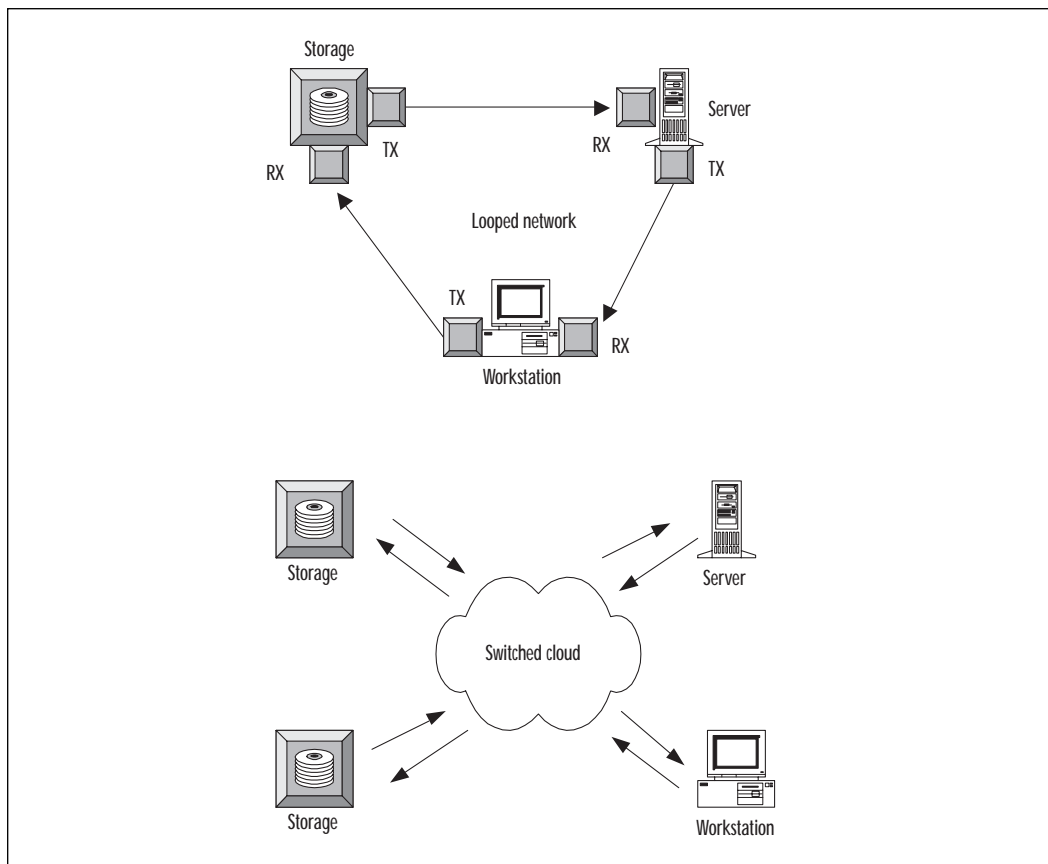 Storage
Server
TX
RX
RX
TX
Looped network
TX
RX
Workstation
Storage
Server
Switched cloud
Storage
Workstation